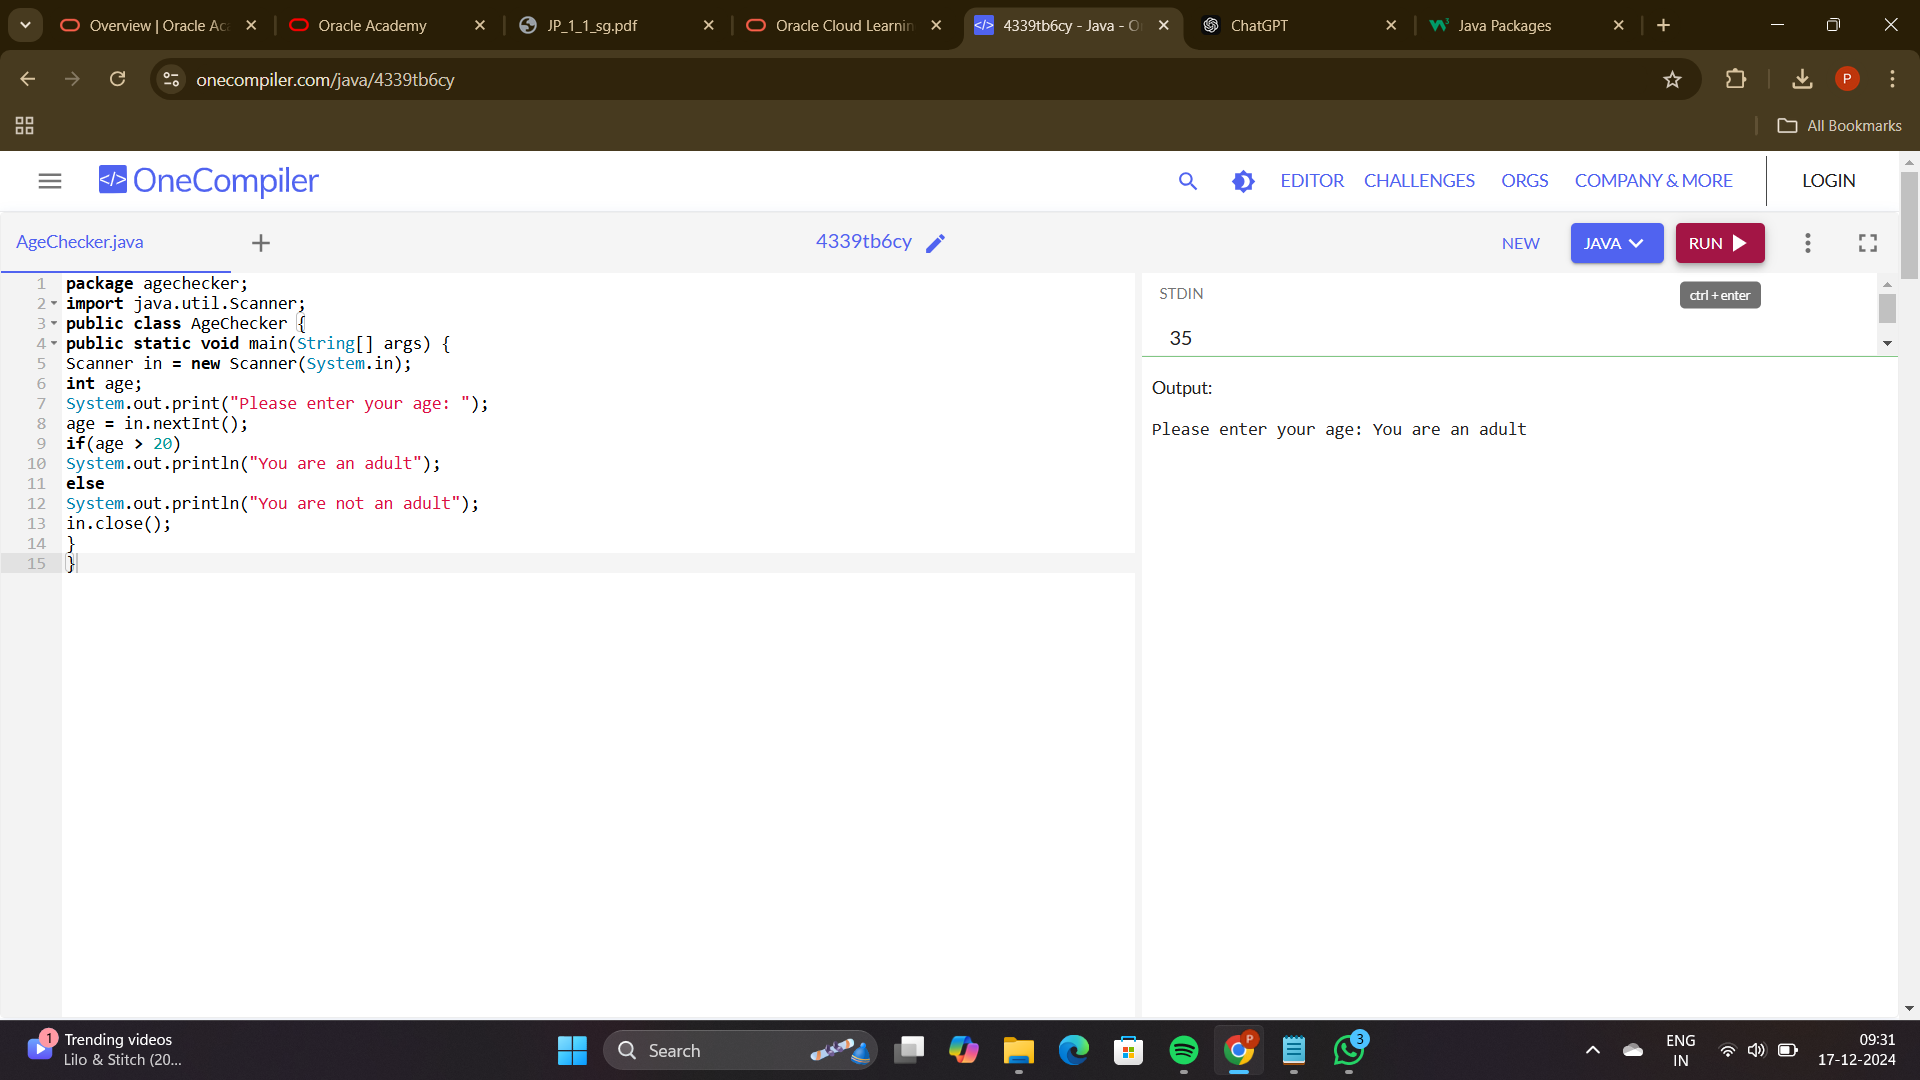 Overview | Oracle Ac
Oracle Academy
JP_1_1_sg.pdf
Oracle Cloud Learnin
4339tb6cy - Java - O
ChatGPT
Java Packages
onecompiler.com/java/4339tb6cy
P
All Bookmarks
</> OneCompiler
EDITOR
CHALLENGES
ORGS
COMPANY & MORE
LOGIN
AgeChecker.java
4339tb6cy
NEW
JAVA
RUN
ctrl+enter
1 package agechecker;
2 import java.util.Scanner;
3 public class AgeChecker {
4 public static void main(String[] args) {
5 Scanner in = new Scanner(System.in);
6 int age;
7 System.out.print("Please enter your age: ");
8 age = in.nextInt();
9 if(age > 20)
10 System.out.println("You are an adult");
11 else
12 System.out.println("You are not an adult");
13 in.close();
14 }
15 }
STDIN
35
Output:
Please enter your age: You are an adult
1
Trending videos
Lilo & Stitch (20...
Search
P
3
ENG
IN
09:31
17-12-2024